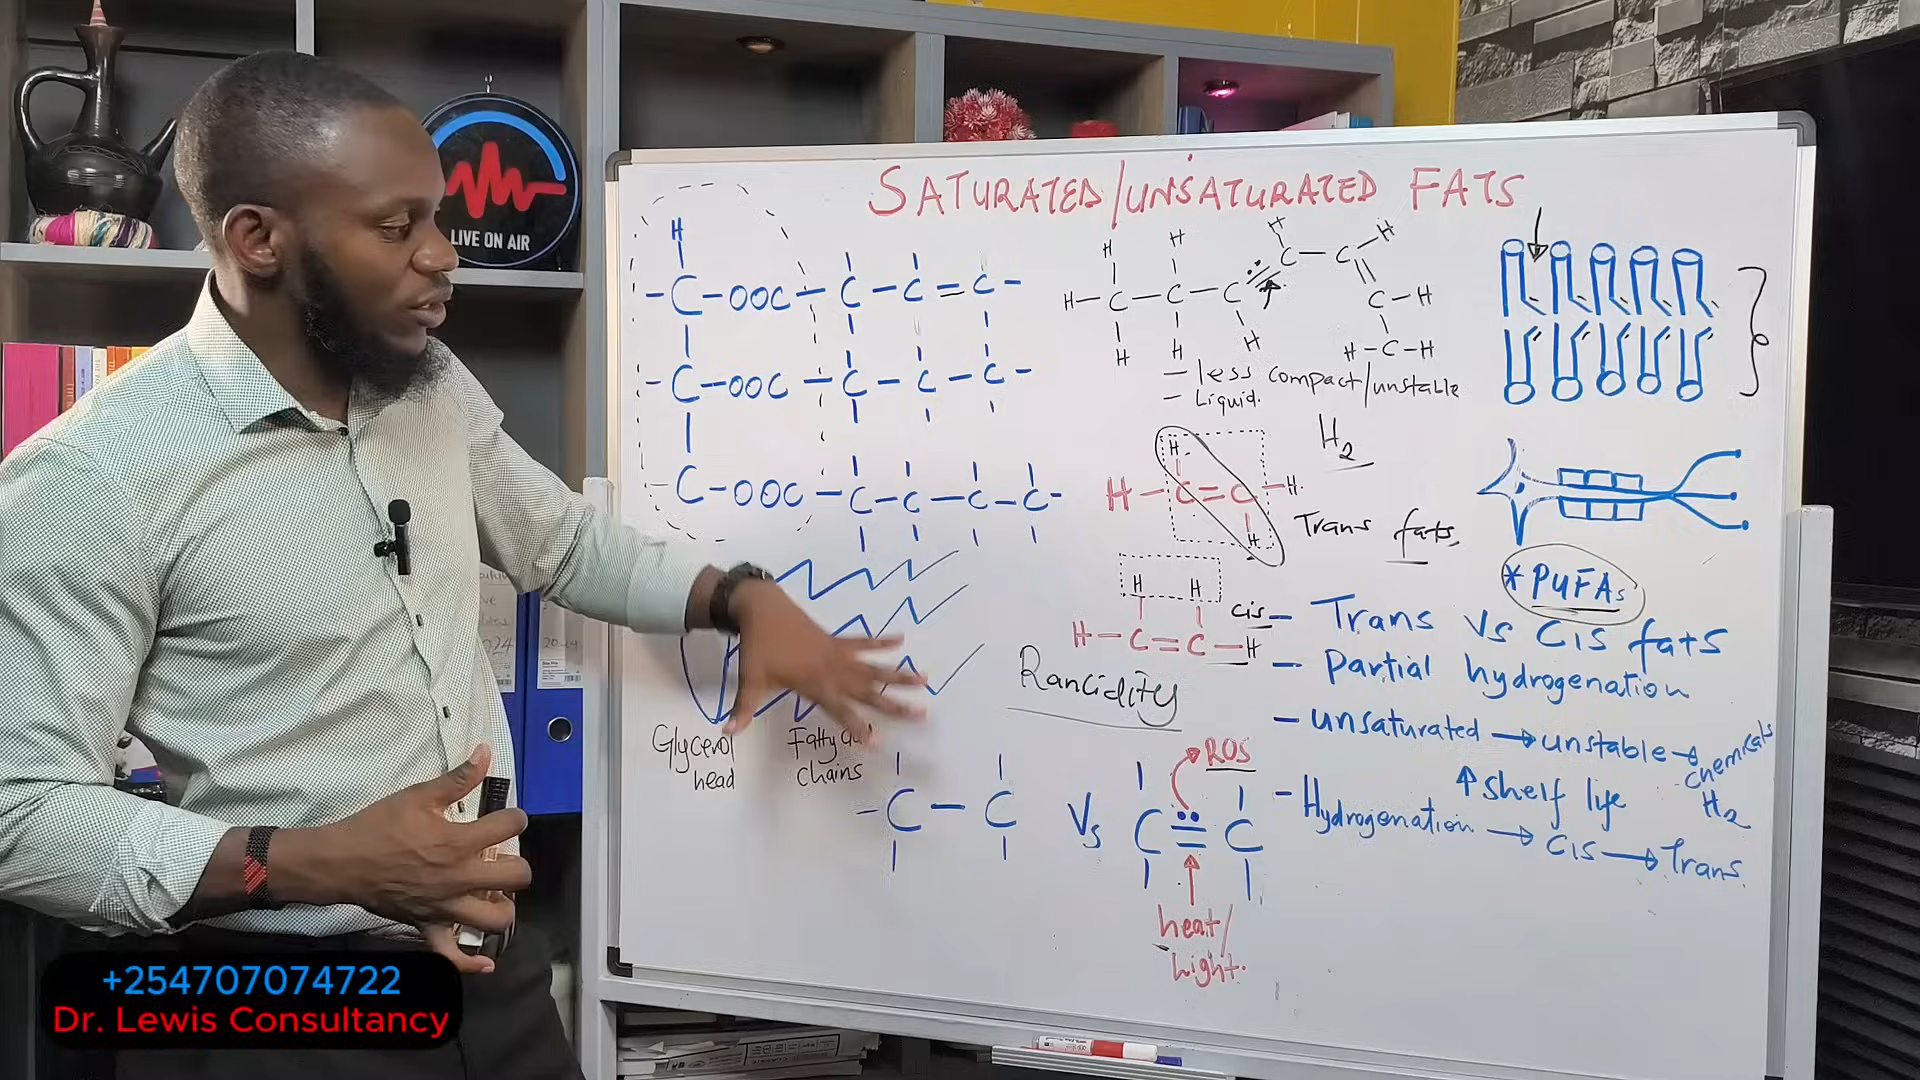 SATURATED/UNSATURATED FATS
LIVE ON AIR
H
-C-OOC-C-C=C-
-C-OOC-C-C-C-
-C-OOC-C-C-C-C-
H H H H
H-C-C-C C-C
H H H C-H
H-C-H
- less compact/unstable
- Liquid.
H2
H
H-C=C-H
H
Trans fats.
H H
H-C=C-H
cis
*PUFAs
- Trans Vs Cis fats
- Partial hydrogenation
- unsaturated → unstable → chemicals
↑ shelf life
H2
- Hydrogenation → Cis → Trans.
Rancidity
Glycerol
head
Fatty
chains
ROS
-C-C Vs C=C
heat/
light.
+254707074722
Dr. Lewis Consultancy